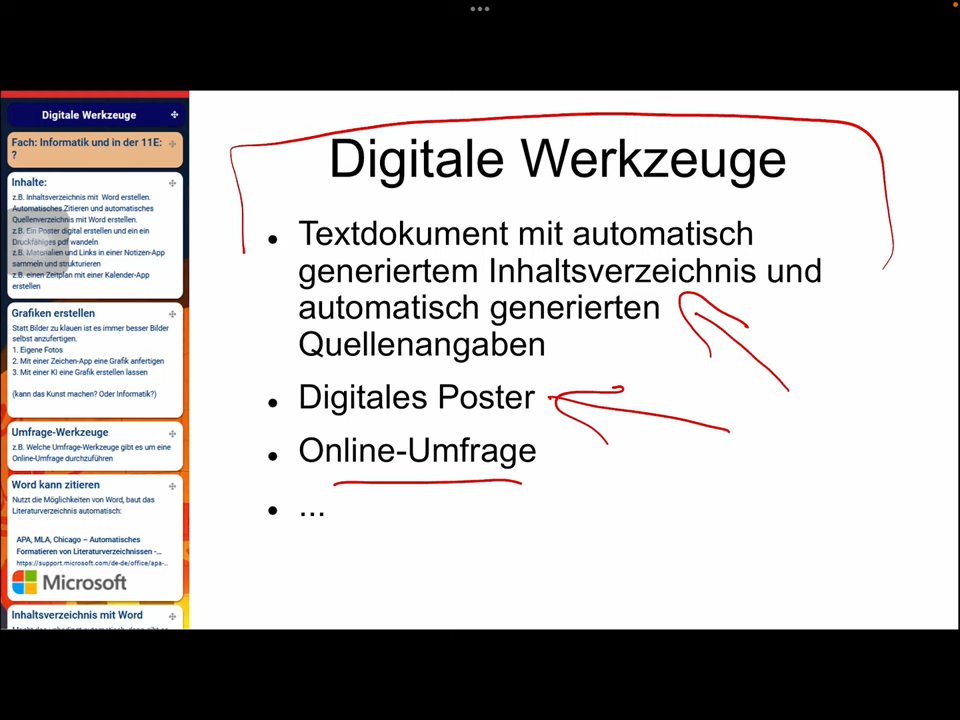 Digitale Werkzeuge
Fach: Informatik und in der 11E:
?
Inhalte:
z.B. Inhaltsverzeichnis mit Word erstellen.
Automatisches Zitieren und automatisches
Quellenverzeichnis mit Word erstellen.
z.B. Ein Poster digital erstellen und ein ein
Druckfähiges pdf wandeln
z.B. Materialien und Links in einer Notizen-App
sammeln und strukturieren
z.B. einen Zeitplan mit einer Kalender-App
erstellen
Grafiken erstellen
Statt Bilder zu klauen ist es immer besser Bilder
selbst anzufertigen.
1. Eigene Fotos
2. Mit einer Zeichen-App eine Grafik anfertigen
3. Mit einer KI eine Grafik erstellen lassen
(kann das Kunst machen? Oder Informatik?)
Umfrage-Werkzeuge
z.B. Welche Umfrage-Werkzeuge gibt es um eine
Online-Umfrage durchzuführen
Word kann zitieren
Nutzt die Möglichkeiten von Word, baut das
Literaturverzeichnis automatisch:
APA, MLA, Chicago – Automatisches
Formatieren von Literaturverzeichnissen -...
https://support.microsoft.com/de-de/office/apa-...
Microsoft
Inhaltsverzeichnis mit Word
Digitale Werkzeuge
• Textdokument mit automatisch
generiertem Inhaltsverzeichnis und
automatisch generierten
Quellenangaben
• Digitales Poster
• Online-Umfrage
• ...